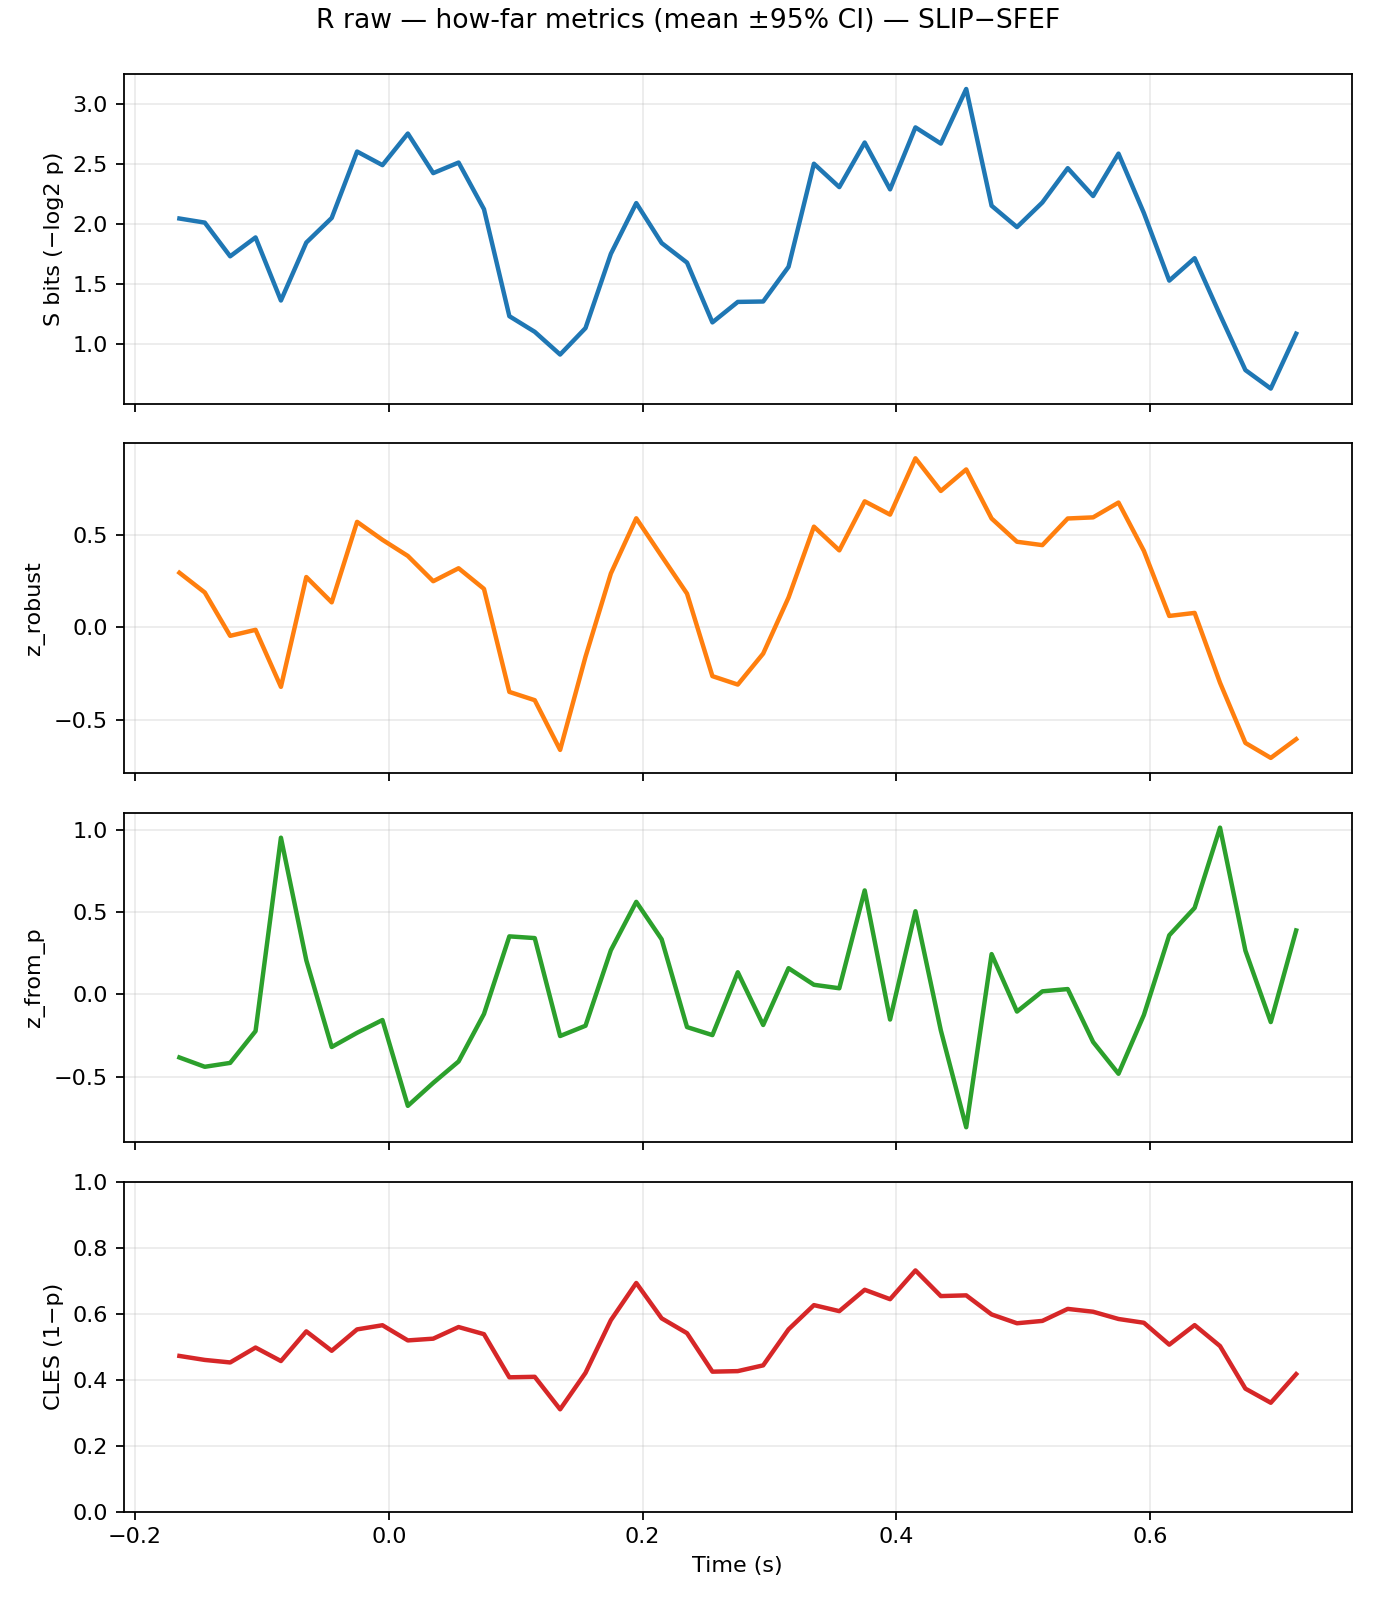 R raw — how-far metrics (mean ±95% CI) — SLIP−SFEF
S bits (−log2 p)
3.0
2.5
2.0
1.5
1.0
z_robust
0.5
0.0
−0.5
z_from_p
1.0
0.5
0.0
−0.5
CLES (1−p)
1.0
0.8
0.6
0.4
0.2
0.0
−0.2 0.0 0.2 0.4 0.6
Time (s)